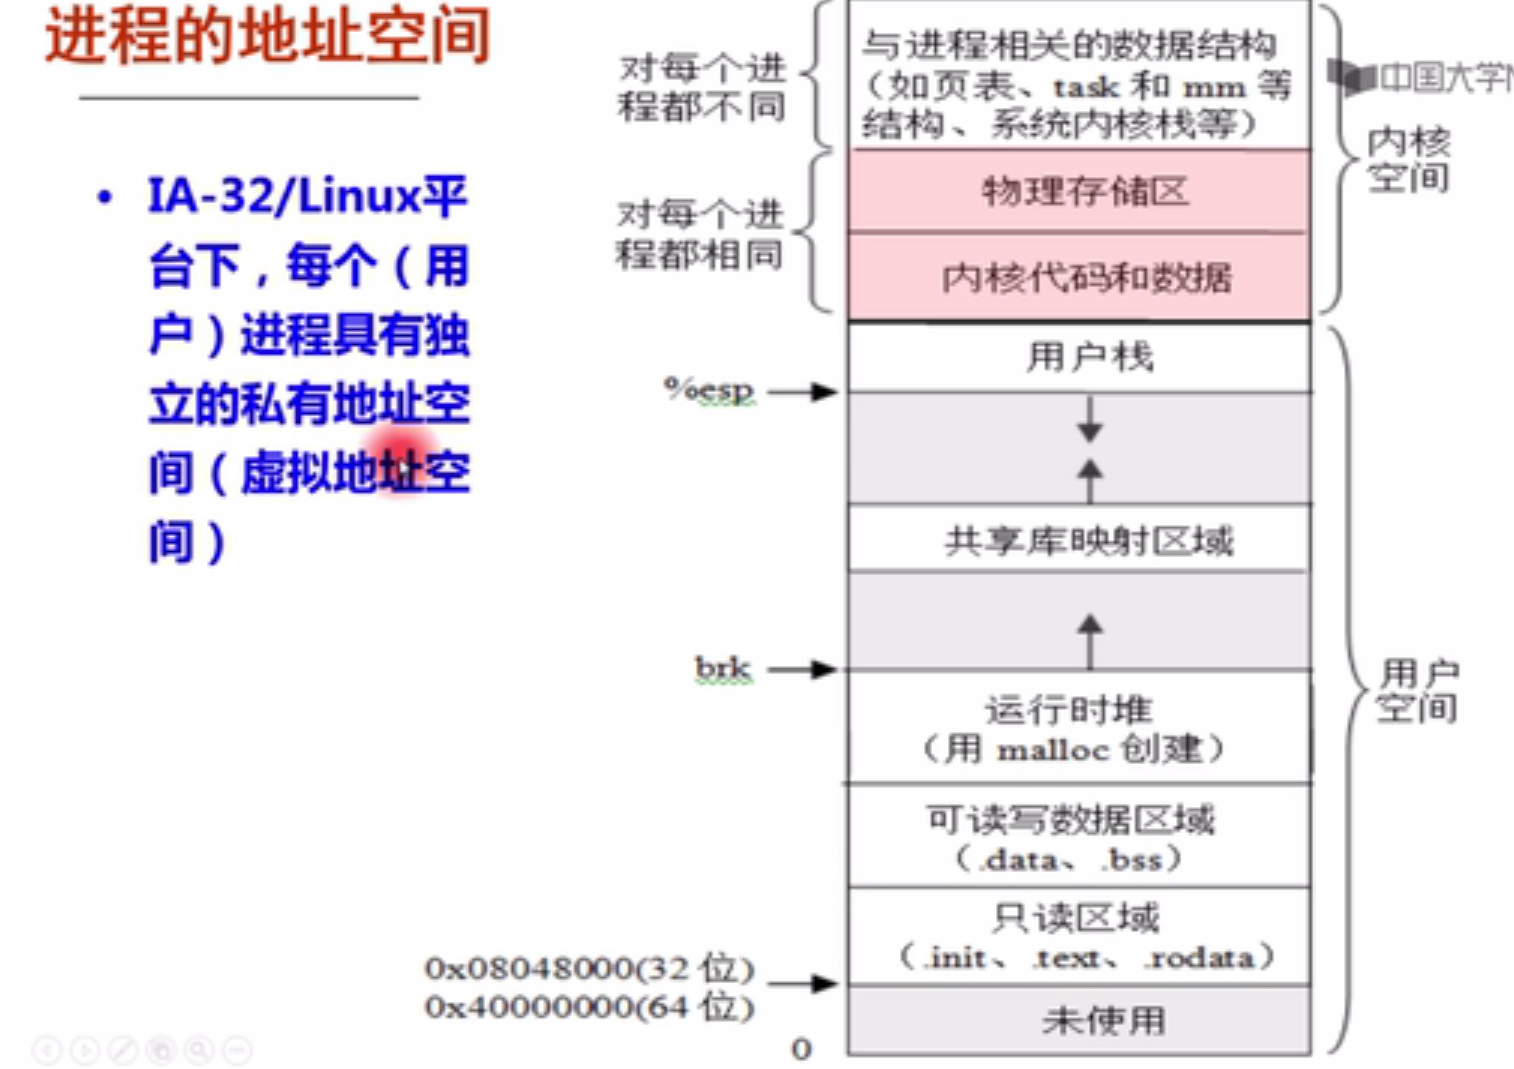 进程的地址空间
• IA-32/Linux平
台下，每个（用
户）进程具有独
立的私有地址空
间（虚拟地址空
间）
对每个进
程都不同
对每个进
程都相同
与进程相关的数据结构
（如页表、task 和 mm 等
结构、系统内核栈等）
物理存储区
内核代码和数据
中国大学M
内核
空间
用户栈
%esp
共享库映射区域
brk
运行时堆
（用 malloc 创建）
用户
空间
可读写数据区域
（.data、.bss）
只读区域
（.init、.text、.rodata）
0x08048000(32 位)
0x40000000(64 位)
未使用
0